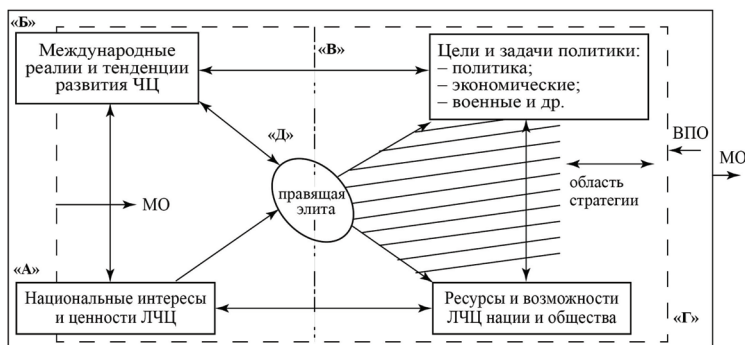 «Б»
Международные
реалии и тенденции
развития ЧЦ
«В»
Цели и задачи политики:
– политика;
– экономические;
– военные и др.
«Д»
ВПО
МО
правящая
элита
область
стратегии
МО
«А»
Национальные интересы
и ценности ЛЧЦ
Ресурсы и возможности
ЛЧЦ нации и общества
«Г»